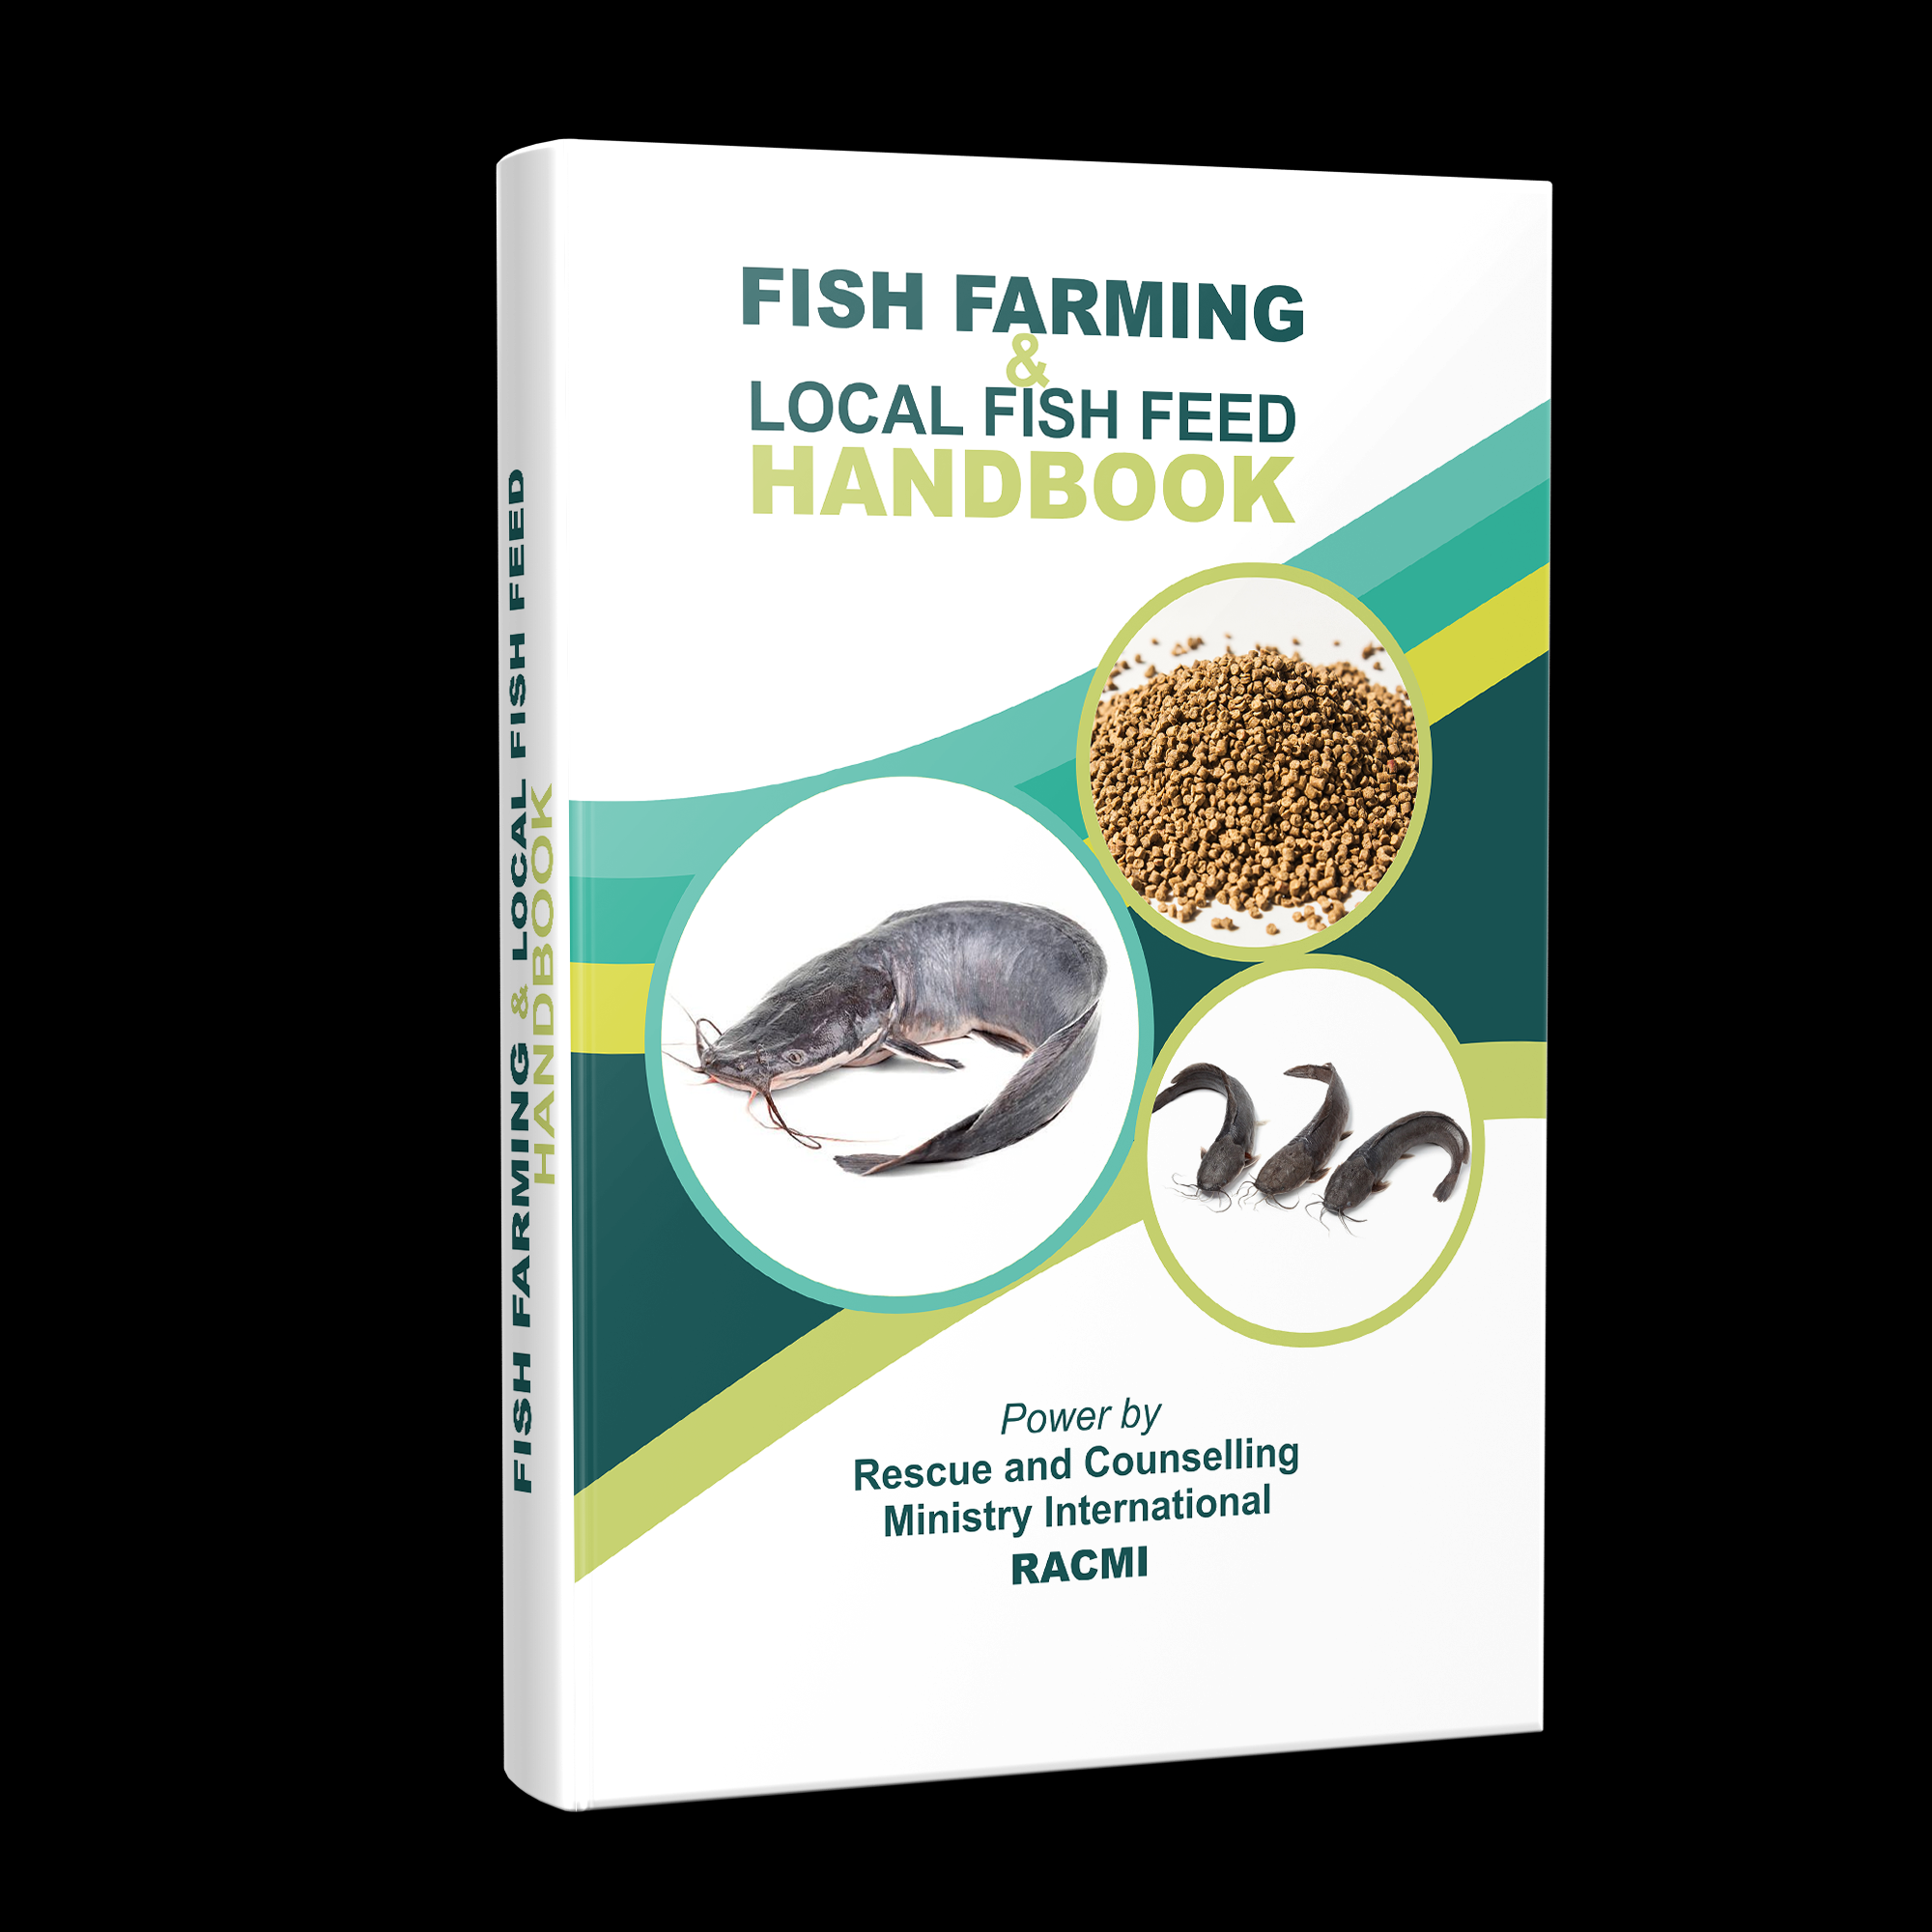 FISH FARMING
&
LOCAL FISH FEED
HANDBOOK
Power by
Rescue and Counselling
Ministry International
RACMI
FISH FARMING & LOCAL FISH FEED
HANDBOOK